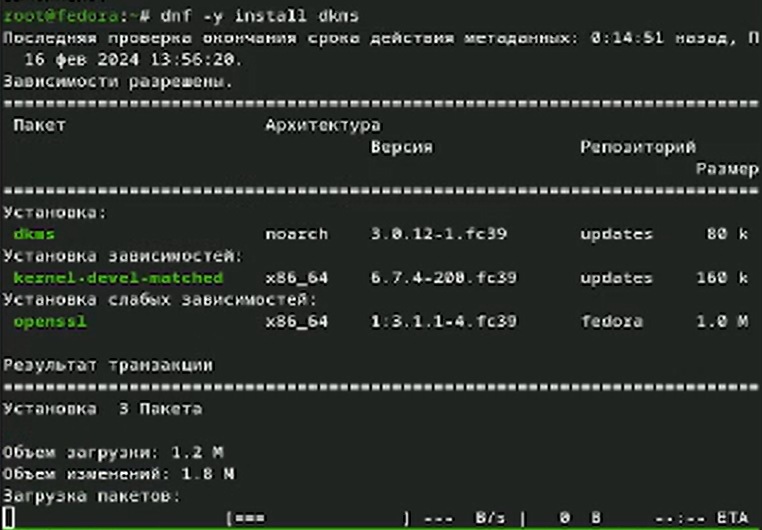 root@fedora:~# dnf -y install dkms
Последняя проверка окончания срока действия метаданных: 0:14:51 назад, П
16 фев 2024 13:56:20.
Зависимости разрешены.
Пакет Архитектура
Версия Репозиторий
Размер
Установка:
dkms noarch 3.0.12-1.fc39 updates 80 k
Установка зависимостей:
kernel-devel-matched x86_64 6.7.4-200.fc39 updates 160 k
Установка слабых зависимостей:
openssl x86_64 1:3.1.1-4.fc39 fedora 1.0 M
Результат транзакции
Установка 3 Пакета
Объем загрузки: 1.2 M
Объем изменений: 1.8 M
Загрузка пакетов:
[=== ] --- B/s | 0 B --:-- ETA